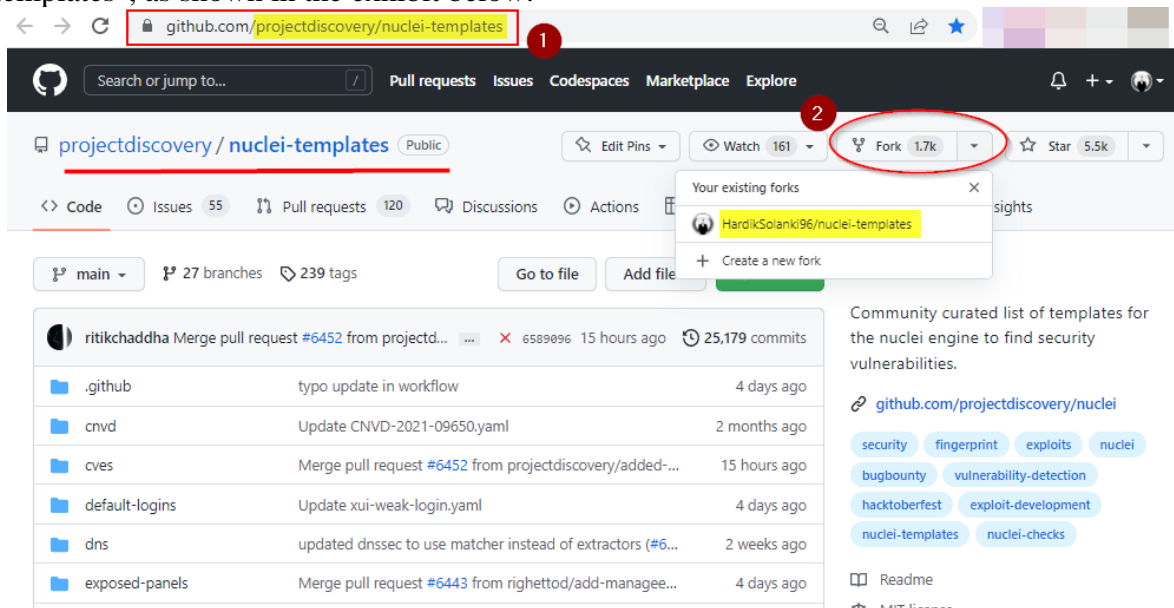 templates", as shown in the exhibit below.
github.com/projectdiscovery/nuclei-templates
1
Search or jump to... / Pull requests Issues Codespaces Marketplace Explore
2
projectdiscovery / nuclei-templates Public Edit Pins Watch 161 Fork 1.7k Star 5.5k
Your existing forks
<> Code Issues 55 Pull requests 120 Discussions Actions sights
HardikSolanki96/nuclei-templates
+ Create a new fork
main 27 branches 239 tags Go to file Add file
Community curated list of templates for
the nuclei engine to find security
vulnerabilities.
ritikchaddha Merge pull request #6452 from projectd... ... 6589096 15 hours ago 25,179 commits
.github typo update in workflow 4 days ago
cnvd Update CNVD-2021-09650.yaml 2 months ago
cves Merge pull request #6452 from projectdiscovery/added-... 15 hours ago
default-logins Update xui-weak-login.yaml 4 days ago
dns updated dnssec to use matcher instead of extractors (#6... 2 weeks ago
exposed-panels Merge pull request #6443 from righettod/add-managee... 4 days ago
github.com/projectdiscovery/nuclei
security fingerprint exploits nuclei
bugbounty vulnerability-detection
hacktoberfest exploit-development
nuclei-templates nuclei-checks
Readme